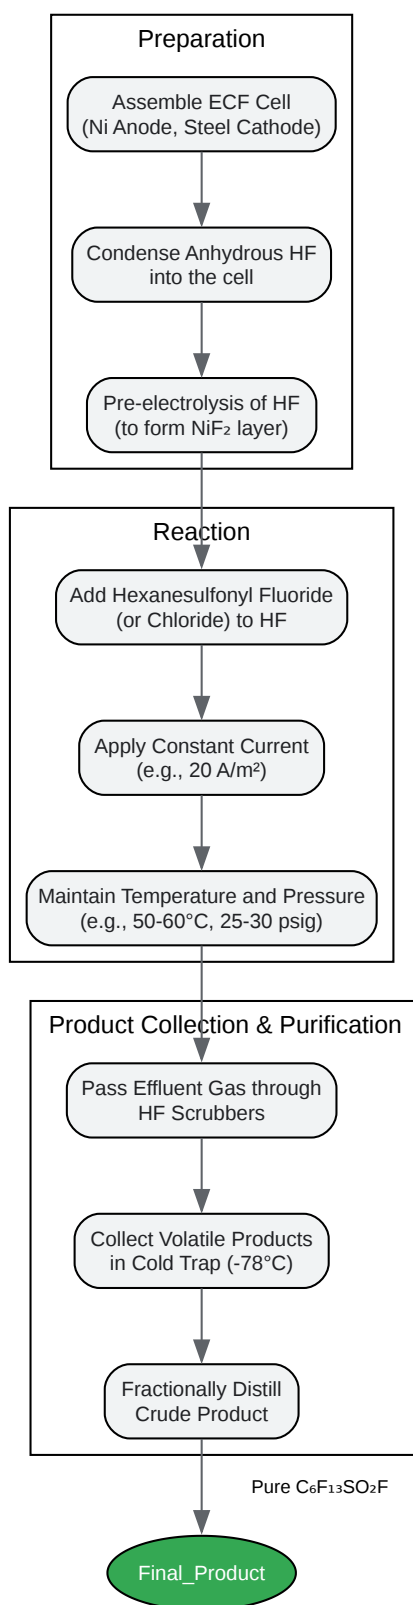 Preparation
Assemble ECF Cell
(Ni Anode, Steel Cathode)
Condense Anhydrous HF
into the cell
Pre-electrolysis of HF
(to form NiF₂ layer)
Reaction
Add Hexanesulfonyl Fluoride
(or Chloride) to HF
Apply Constant Current
(e.g., 20 A/m²)
Maintain Temperature and Pressure
(e.g., 50-60°C, 25-30 psig)
Product Collection & Purification
Pass Effluent Gas through
HF Scrubbers
Collect Volatile Products
in Cold Trap (-78°C)
Fractionally Distill
Crude Product
Pure C₆F₁₃SO₂F
Final_Product